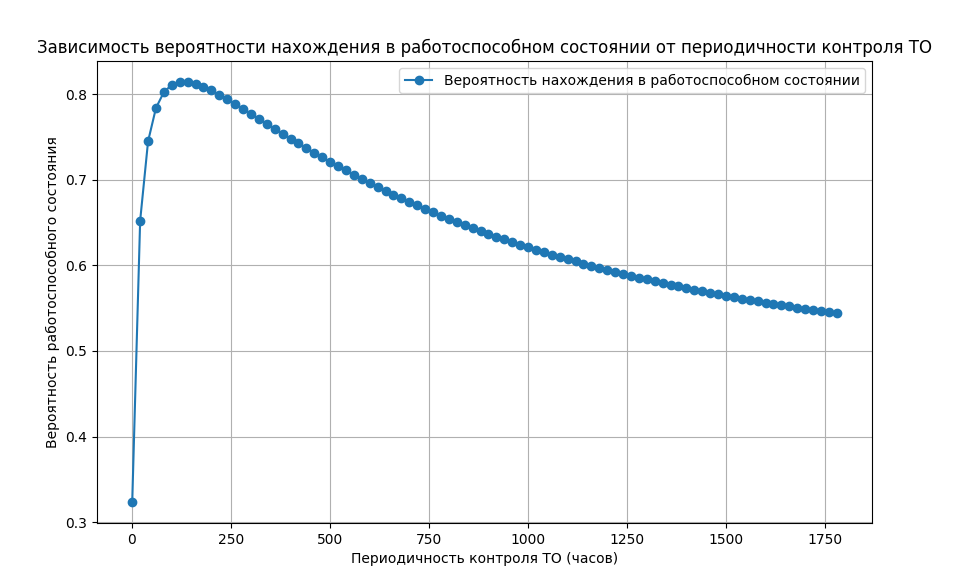 Зависимость вероятности нахождения в работоспособном состоянии от периодичности контроля ТО
Вероятность нахождения в работоспособном состоянии
Вероятность работоспособного состояния
0.8
0.7
0.6
0.5
0.4
0.3
0 250 500 750 1000 1250 1500 1750
Периодичность контроля ТО (часов)